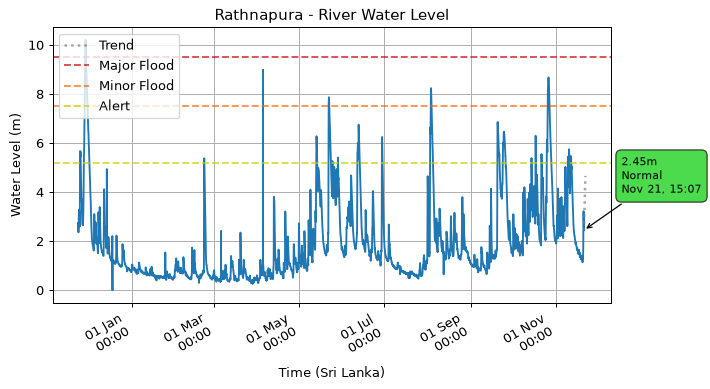 Rathnapura - River Water Level
Water Level (m)
10
8
6
4
2
0
Trend
Major Flood
Minor Flood
Alert
2.45m
Normal
Nov 21, 15:07
01 Jan
00:00
01 Mar
00:00
01 May
00:00
01 Jul
00:00
01 Sep
00:00
01 Nov
00:00
Time (Sri Lanka)